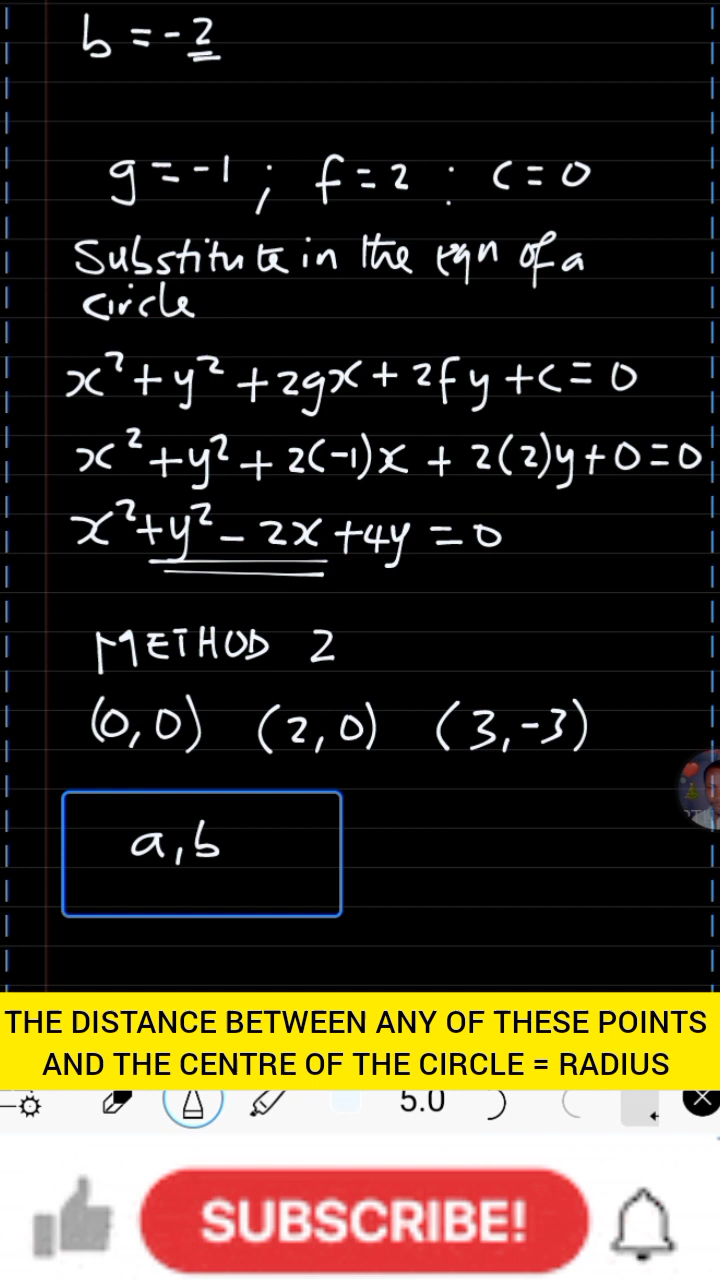 b = -2
g = -1 ; f = 2 : c = 0
Substitute in the eqn of a
circle
x² + y² + 2gx + 2fy + c = 0
x² + y² + 2(-1)x + 2(2)y + 0 = 0
x² + y² - 2x + 4y = 0
METHOD 2
(0,0) (2,0) (3,-3)
a,b
THE DISTANCE BETWEEN ANY OF THESE POINTS
AND THE CENTRE OF THE CIRCLE = RADIUS
5.0
SUBSCRIBE!